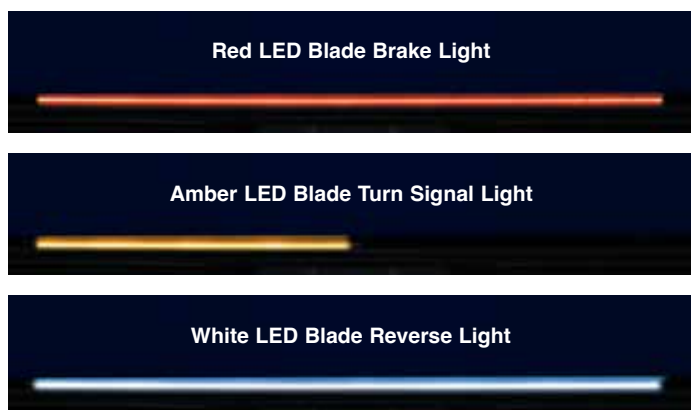 Red LED Blade Brake Light
Amber LED Blade Turn Signal Light
White LED Blade Reverse Light